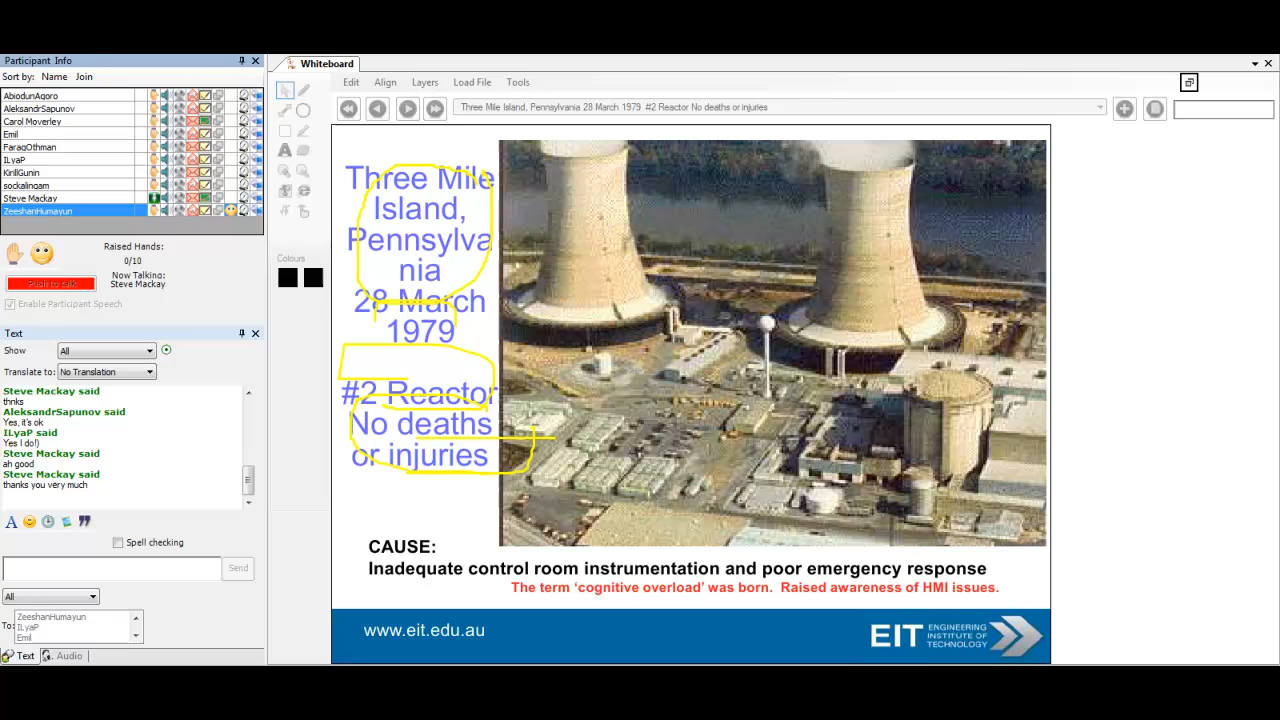 Participant Info
Whiteboard
Sort by: Name Join
Edit Align Layers Load File Tools
Three Mile Island, Pennsylvania 28 March 1979 #2 Reactor No deaths or injuries
AbiodunAgoro
AleksandrSapunov
Carol Moverley
Emil
FaragOthman
ILyaP
KirillGunin
sockalingam
Steve Mackay
ZeeshanHumayun
Raised Hands:
0/10
Now Talking:
Steve Mackay
Push to talk
Enable Participant Speech
Colours
Text
Show All
Translate to: No Translation
Steve Mackay said
thnks
AleksandrSapunov said
Yes, it's ok
ILyaP said
Yes I do!)
Steve Mackay said
ah good
Steve Mackay said
thanks you very much
Spell checking
Send
All
To:
ZeeshanHumayun
ILyaP
Emil
Text Audio
Three Mile
Island,
Pennsylva
nia
28 March
1979
#2 Reactor
No deaths
or injuries
CAUSE:
Inadequate control room instrumentation and poor emergency response
The term ‘cognitive overload’ was born. Raised awareness of HMI issues.
www.eit.edu.au
EIT
ENGINEERING
INSTITUTE OF
TECHNOLOGY